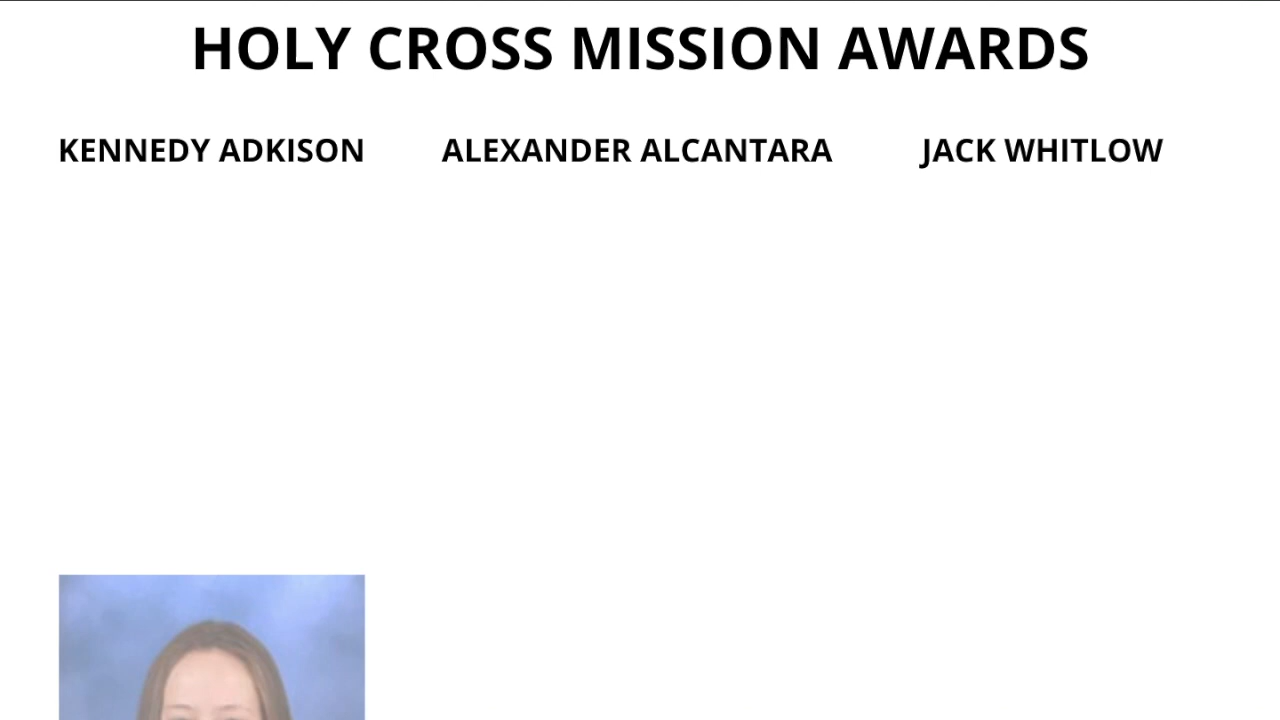 HOLY CROSS MISSION AWARDS
KENNEDY ADKISON ALEXANDER ALCANTARA JACK WHITLOW